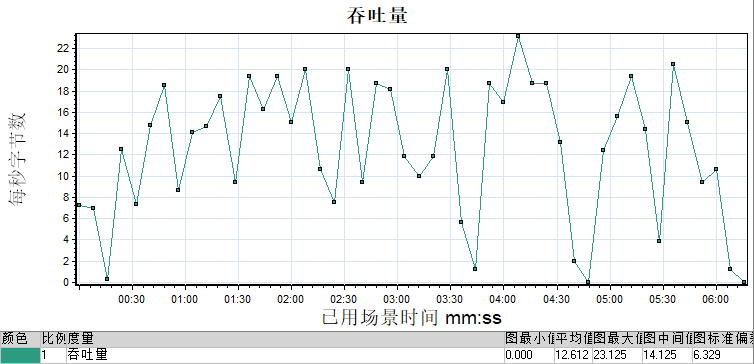 吞吐量
每秒字节数
22
20
18
16
14
12
10
8
6
4
2
0
00:30 01:00 01:30 02:00 02:30 03:00 03:30 04:00 04:30 05:00 05:30 06:00
已用场景时间 mm:ss
颜色 比例 度量 图最小值 平均值 图最大值 图中间值 图标准偏差
1 吞吐量 0.000 12.612 23.125 14.125 6.329